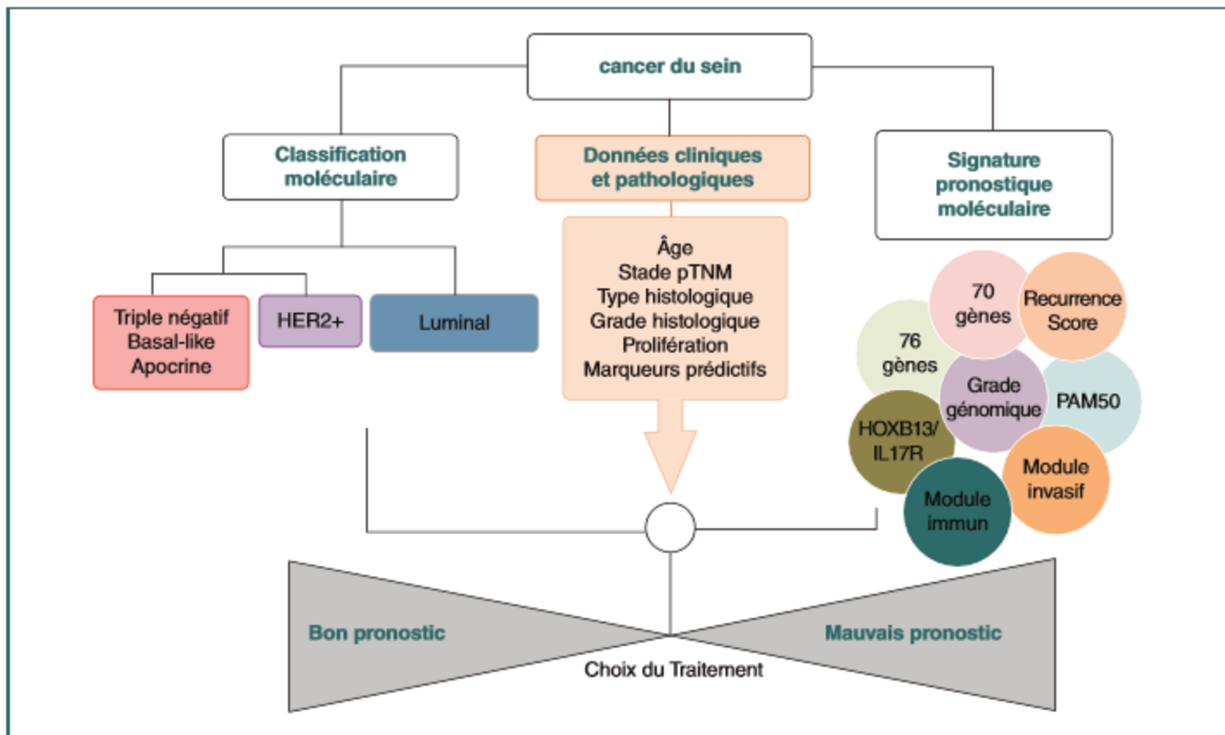 cancer du sein
Classification
moléculaire
Données cliniques
et pathologiques
Signature
pronostique
moléculaire
Triple négatif
Basal-like
Apocrine
HER2+
Luminal
Âge
Stade pTNM
Type histologique
Grade histologique
Prolifération
Marqueurs prédictifs
70
gènes
Recurrence
Score
76
gènes
Grade
génomique
PAM50
HOXB13/
IL17R
Module
invasif
Module
immun
Bon pronostic
Mauvais pronostic
Choix du Traitement